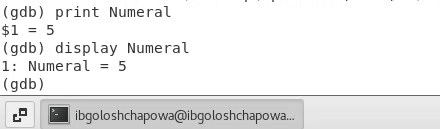 (gdb) print Numeral
$1 = 5
(gdb) display Numeral
1: Numeral = 5
(gdb)
ibgoloshchapowa@ibgoloshchapowa...